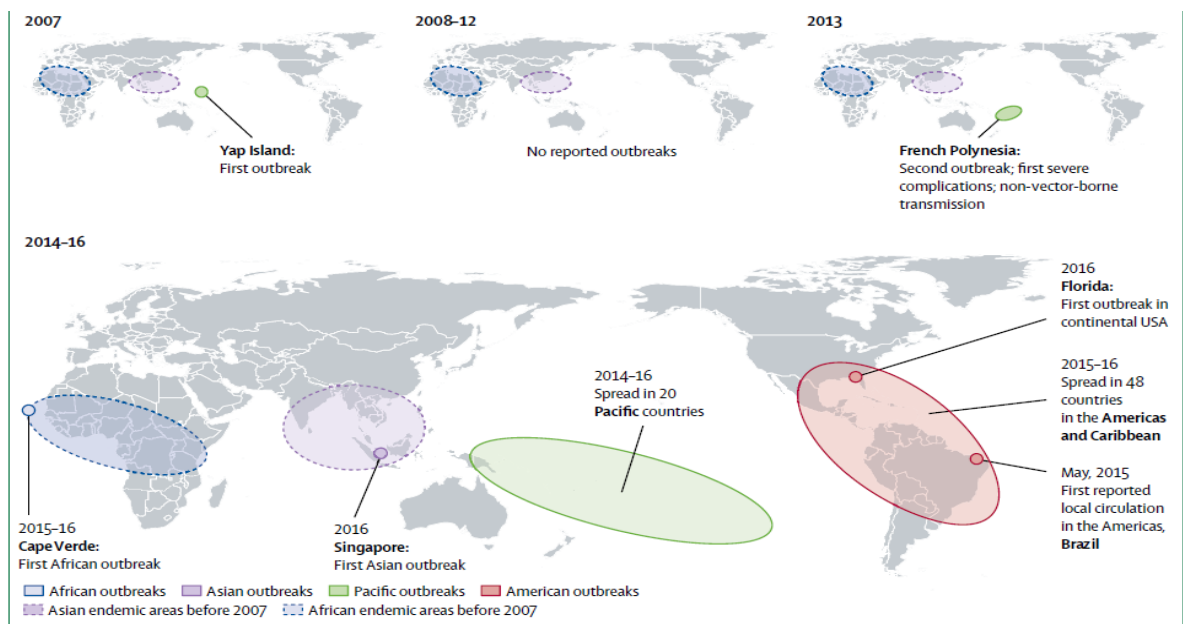 2007
2008–12
2013
Yap Island:
First outbreak
No reported outbreaks
French Polynesia:
Second outbreak; first severe
complications; non-vector-borne
transmission
2014–16
2016
Florida:
First outbreak in
continental USA
2015–16
Spread in 48
countries
in the Americas
and Caribbean
2014–16
Spread in 20
Pacific countries
May, 2015
First reported
local circulation
in the Americas,
Brazil
2015–16
Cape Verde:
First African outbreak
2016
Singapore:
First Asian outbreak
African outbreaks
Asian outbreaks
Pacific outbreaks
American outbreaks
Asian endemic areas before 2007
African endemic areas before 2007